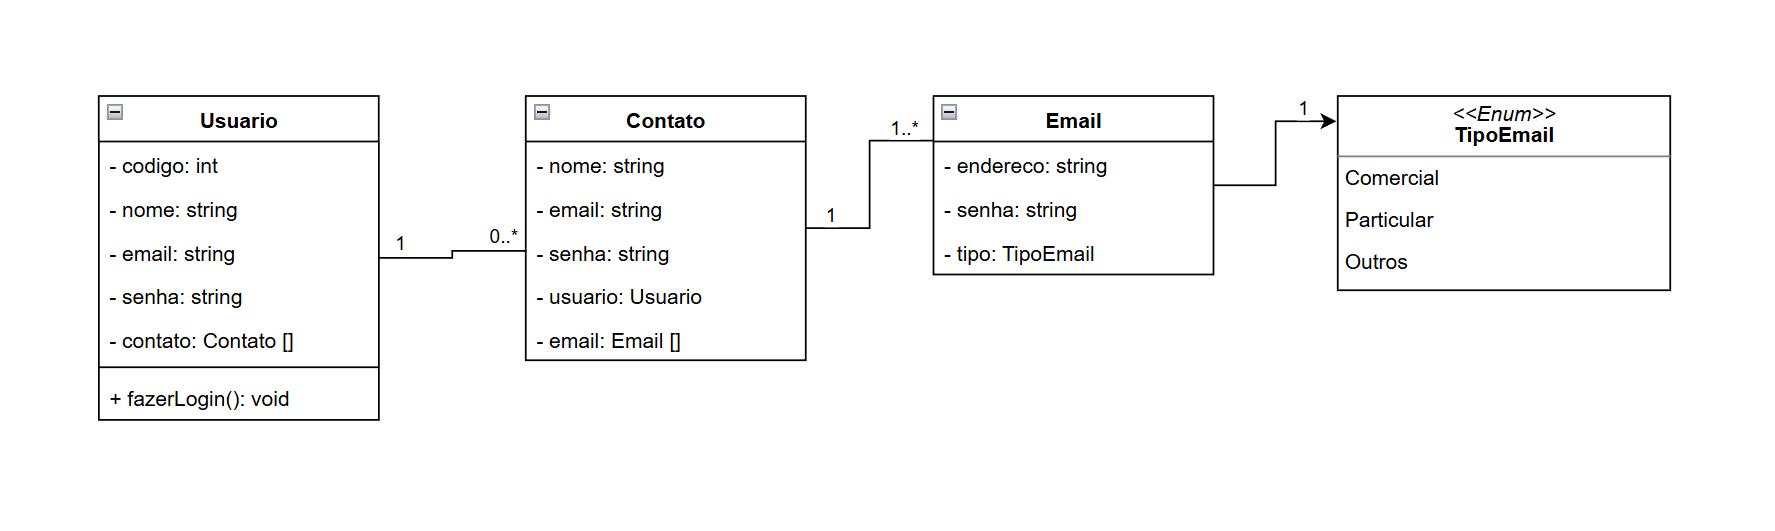 Usuario
- codigo: int
- nome: string
- email: string
- senha: string
- contato: Contato []
+ fazerLogin(): void
1
0..*
Contato
- nome: string
- email: string
- senha: string
- usuario: Usuario
- email: Email []
1
1..*
Email
- endereco: string
- senha: string
- tipo: TipoEmail
1
<<Enum>>
TipoEmail
Comercial
Particular
Outros